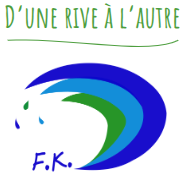 D'UNE RIVE À L'AUTRE
F.K.